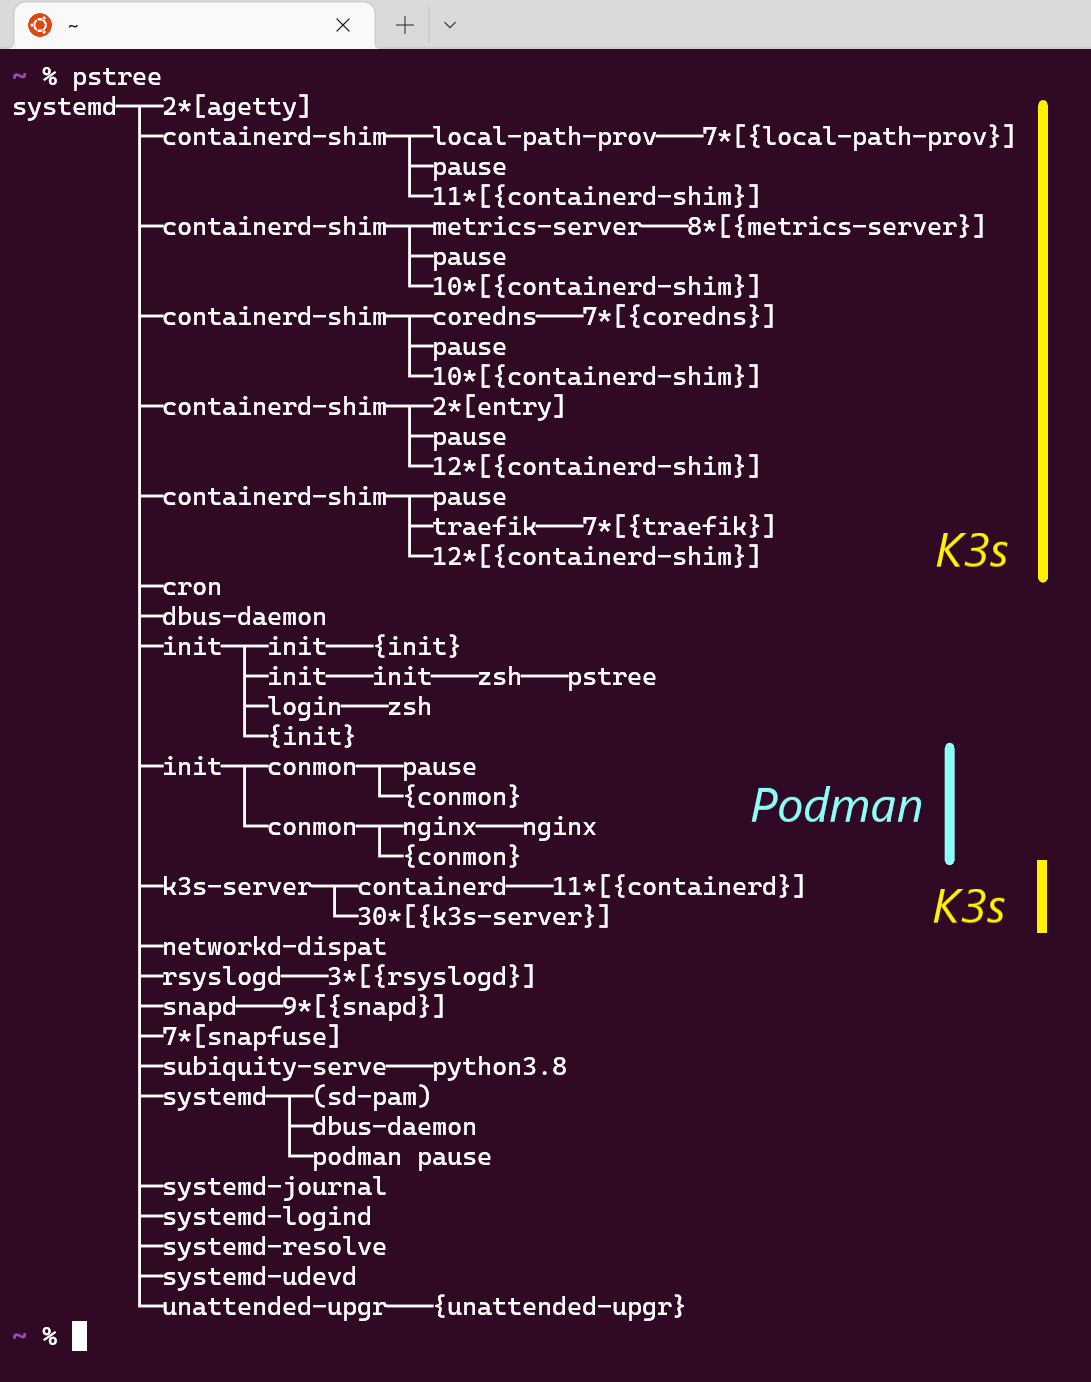 ~
~ % pstree
systemd─┬─2*[agetty]
        ├─containerd-shim─┬─local-path-prov───7*[{local-path-prov}]
        │                 ├─pause
        │                 └─11*[{containerd-shim}]
        ├─containerd-shim─┬─metrics-server───8*[{metrics-server}]
        │                 ├─pause
        │                 └─10*[{containerd-shim}]
        ├─containerd-shim─┬─coredns───7*[{coredns}]
        │                 ├─pause
        │                 └─10*[{containerd-shim}]
        ├─containerd-shim─┬─2*[entry]
        │                 ├─pause
        │                 └─12*[{containerd-shim}]
        ├─containerd-shim─┬─pause
        │                 ├─traefik───7*[{traefik}]
        │                 └─12*[{containerd-shim}]
K3s
        ├─cron
        ├─dbus-daemon
        ├─init─┬─init───{init}
        │      ├─init───init───zsh───pstree
        │      ├─login───zsh
        │      └─{init}
        ├─init─┬─conmon─┬─pause
        │      │        └─{conmon}
        │      └─conmon─┬─nginx───nginx
        │               └─{conmon}
Podman
        ├─k3s-server─┬─containerd───11*[{containerd}]
        │            └─30*[{k3s-server}]
K3s
        ├─networkd-dispat
        ├─rsyslogd───3*[{rsyslogd}]
        ├─snapd───9*[{snapd}]
        ├─7*[snapfuse]
        ├─subiquity-serve───python3.8
        ├─systemd─┬─(sd-pam)
        │         ├─dbus-daemon
        │         └─podman pause
        ├─systemd-journal
        ├─systemd-logind
        ├─systemd-resolve
        ├─systemd-udevd
        └─unattended-upgr───{unattended-upgr}
~ %